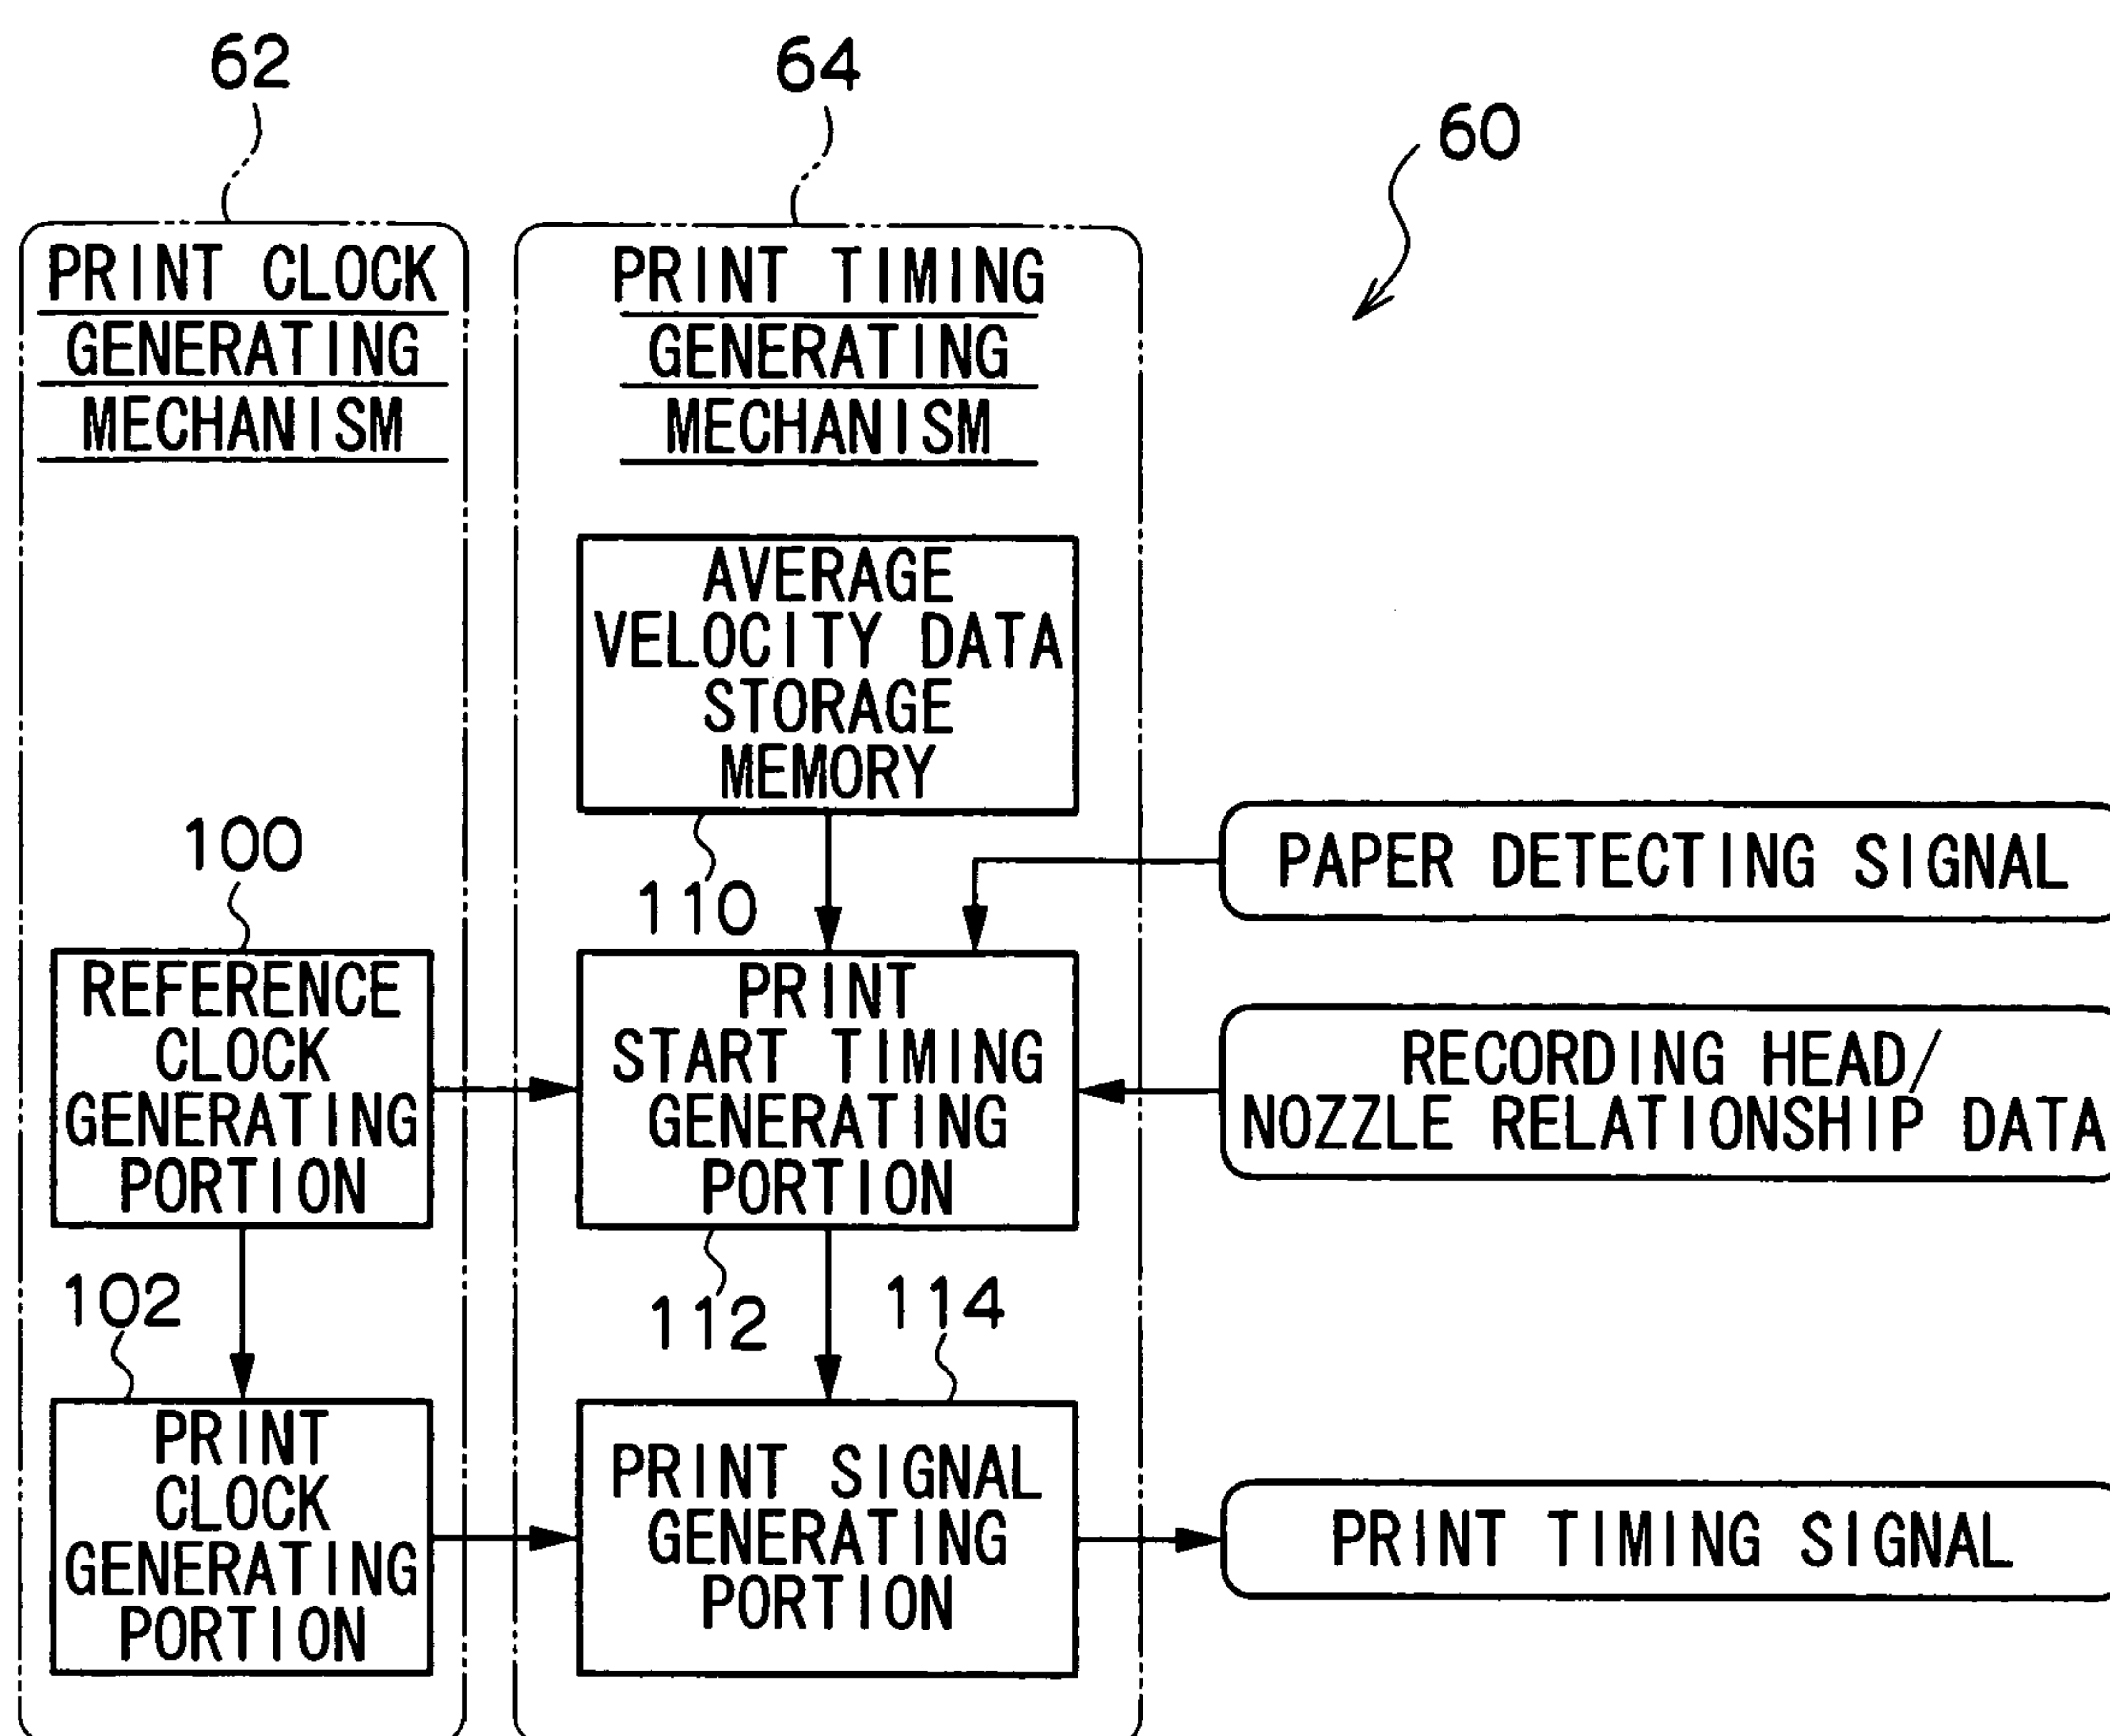 62
64
60
PRINT CLOCK
GENERATING
MECHANISM
PRINT TIMING
GENERATING
MECHANISM
AVERAGE
VELOCITY DATA
STORAGE
MEMORY
110
PAPER DETECTING SIGNAL
100
REFERENCE
CLOCK
GENERATING
PORTION
PRINT
START TIMING
GENERATING
PORTION
112
RECORDING HEAD/
NOZZLE RELATIONSHIP DATA
102
PRINT
CLOCK
GENERATING
PORTION
114
PRINT SIGNAL
GENERATING
PORTION
PRINT TIMING SIGNAL